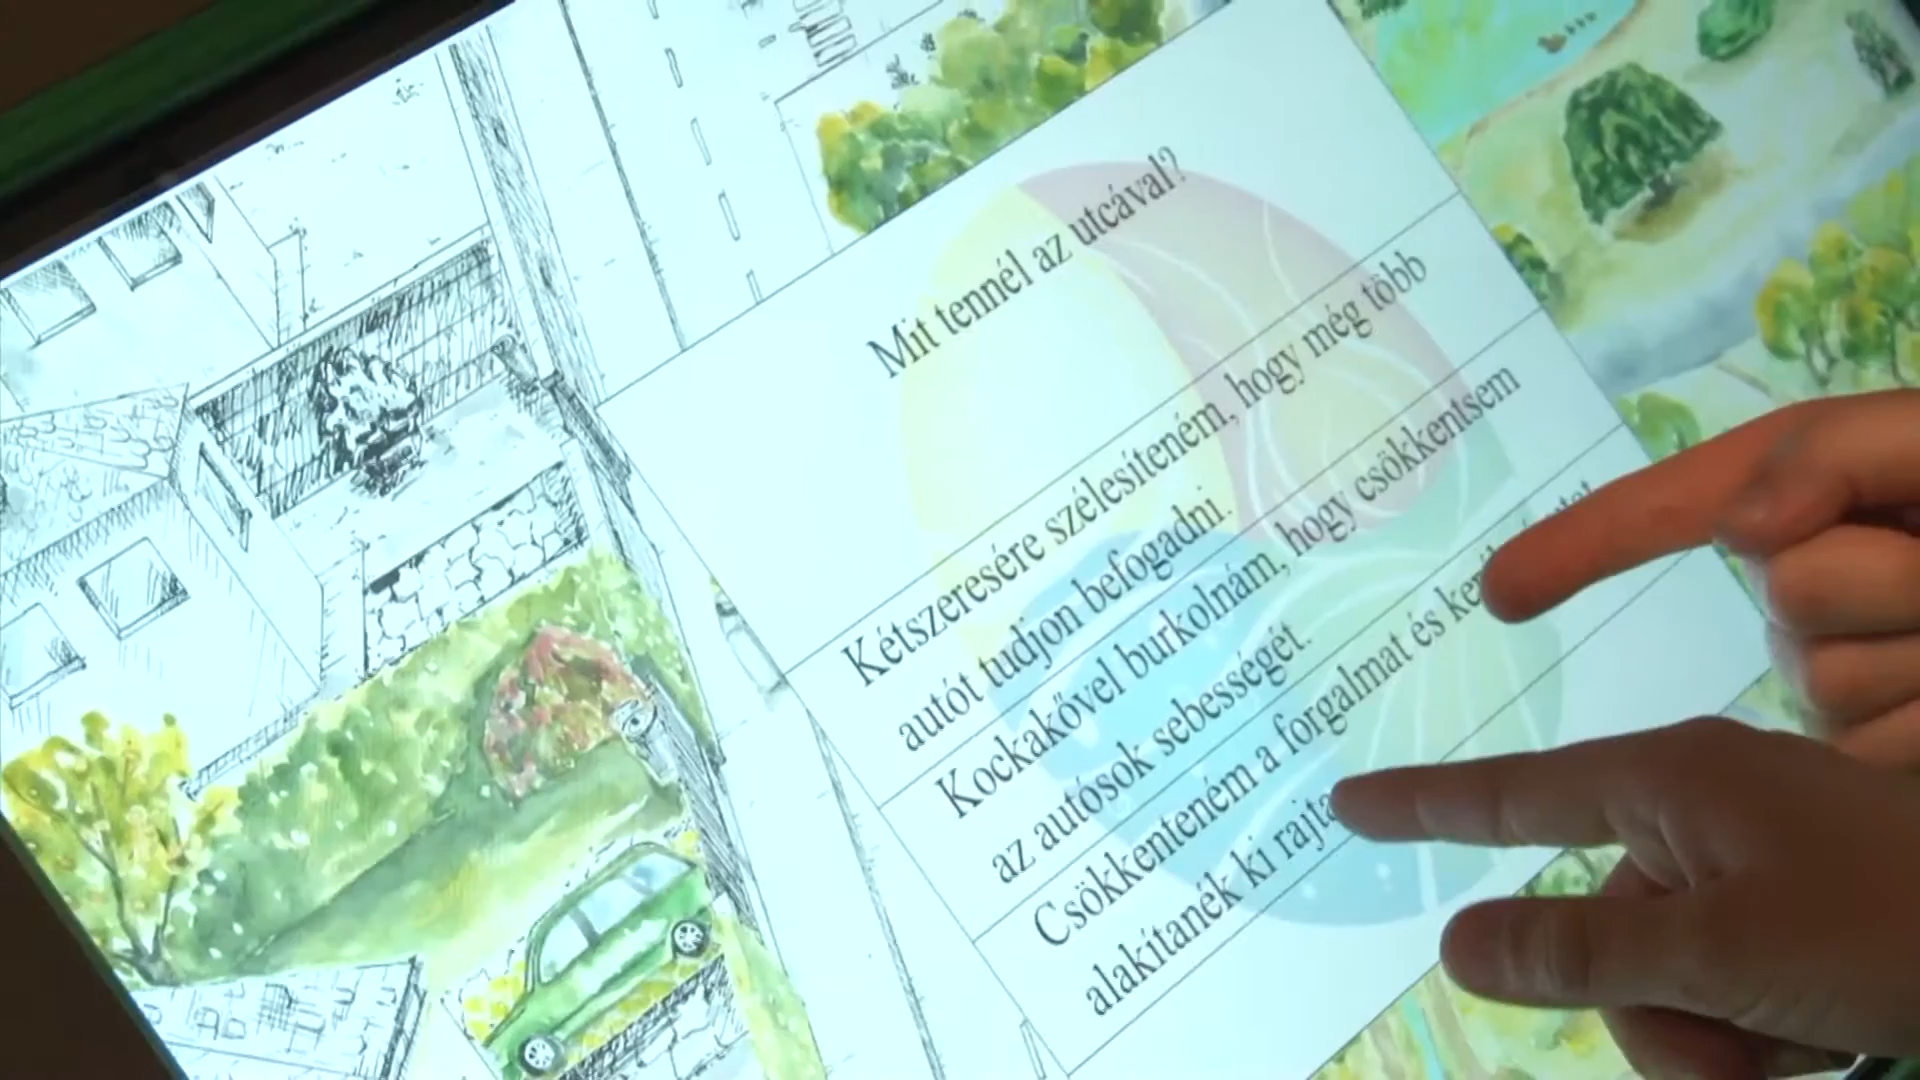 Mit tennél az utcával?
Kétszeresére szélesíteném, hogy még több
autót tudjon befogadni.
Kockakővel burkolnám, hogy csökkentsem
az autósok sebességét.
Csökkenteném a forgalmat és
alakítanék ki rajta